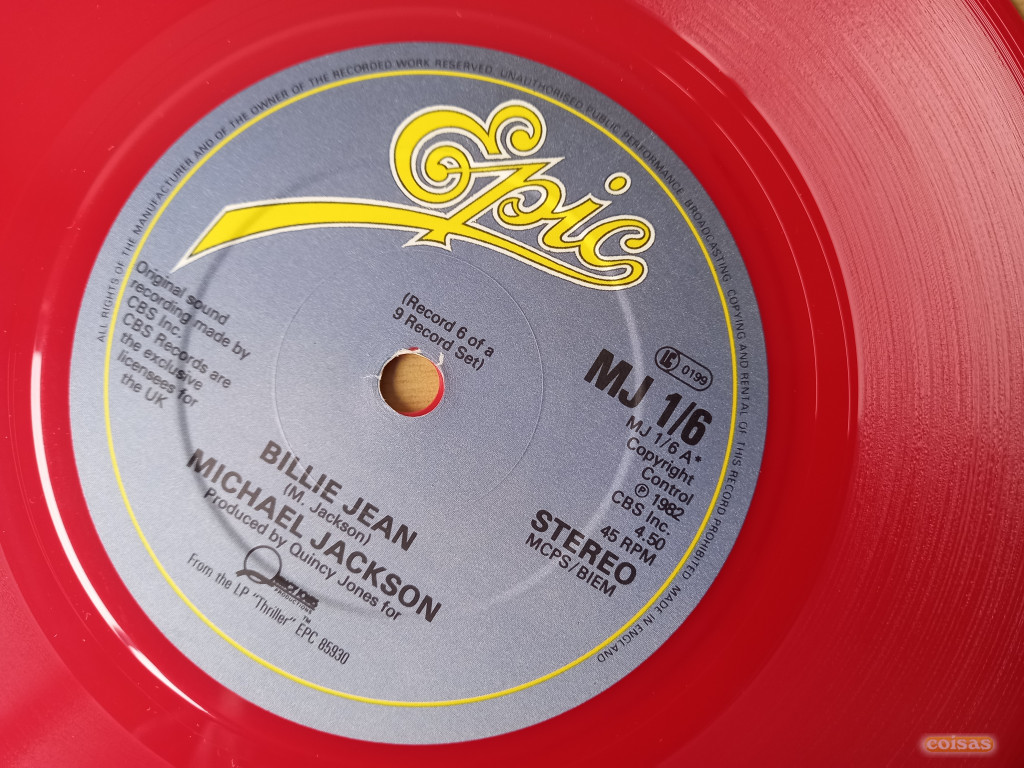 ALL RIGHTS OF THE MANUFACTURER AND OF THE OWNER OF THE RECORDED WORK RESERVED. UNAUTHORISED PUBLIC PERFORMANCE BROADCASTING COPYING AND RENTAL OF THIS RECORD PROHIBITED MADE IN ENGLAND
Epic
Original sound
recording made by
CBS Inc.
CBS Records are
the exclusive
licensees for
the UK
(Record 6 of a
9 Record Set)
LC 0199
MJ 1/6
MJ 1/6 A*
Copyright
Control
℗ 1982
CBS Inc.
4.50
45 RPM
STEREO
MCPS/BIEM
BILLIE JEAN
(M. Jackson)
MICHAEL JACKSON
Produced by Quincy Jones for
PRODUCTIONS
™
From the LP "Thriller" EPC 85930
coisas